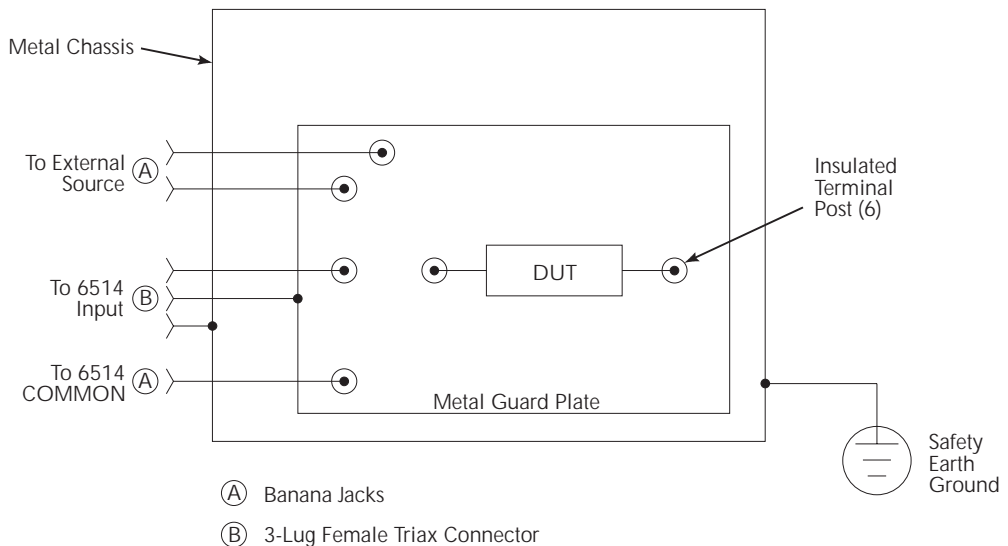 Metal Chassis
To External
Source
A
Insulated
Terminal
Post (6)
To 6514
Input
B
DUT
To 6514
COMMON
A
Metal Guard Plate
Safety
Earth
Ground
A Banana Jacks
B 3-Lug Female Triax Connector